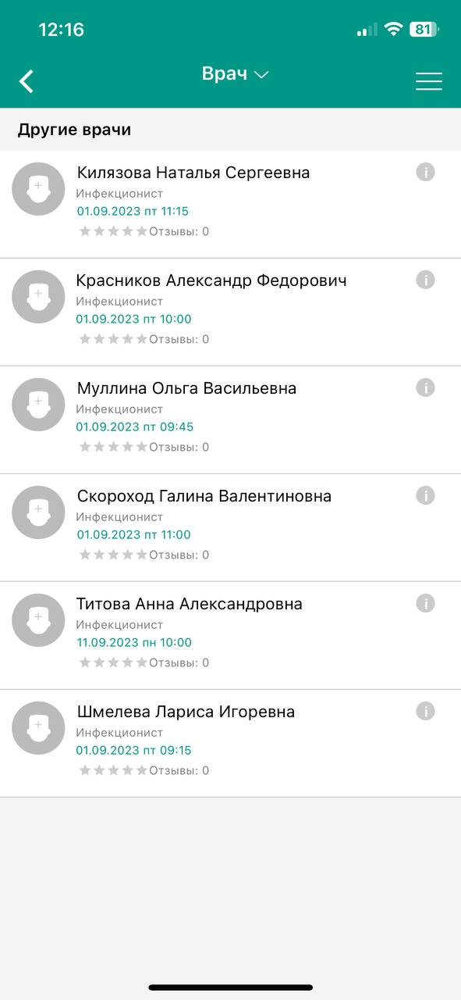 12:16
81
Врач
Другие врачи
Килязова Наталья Сергеевна
Инфекционист
01.09.2023 пт 11:15
Отзывы: 0
Красников Александр Федорович
Инфекционист
01.09.2023 пт 10:00
Отзывы: 0
Муллина Ольга Васильевна
Инфекционист
01.09.2023 пт 09:45
Отзывы: 0
Скороход Галина Валентиновна
Инфекционист
01.09.2023 пт 11:00
Отзывы: 0
Титова Анна Александровна
Инфекционист
11.09.2023 пн 10:00
Отзывы: 0
Шмелева Лариса Игоревна
Инфекционист
01.09.2023 пт 09:15
Отзывы: 0